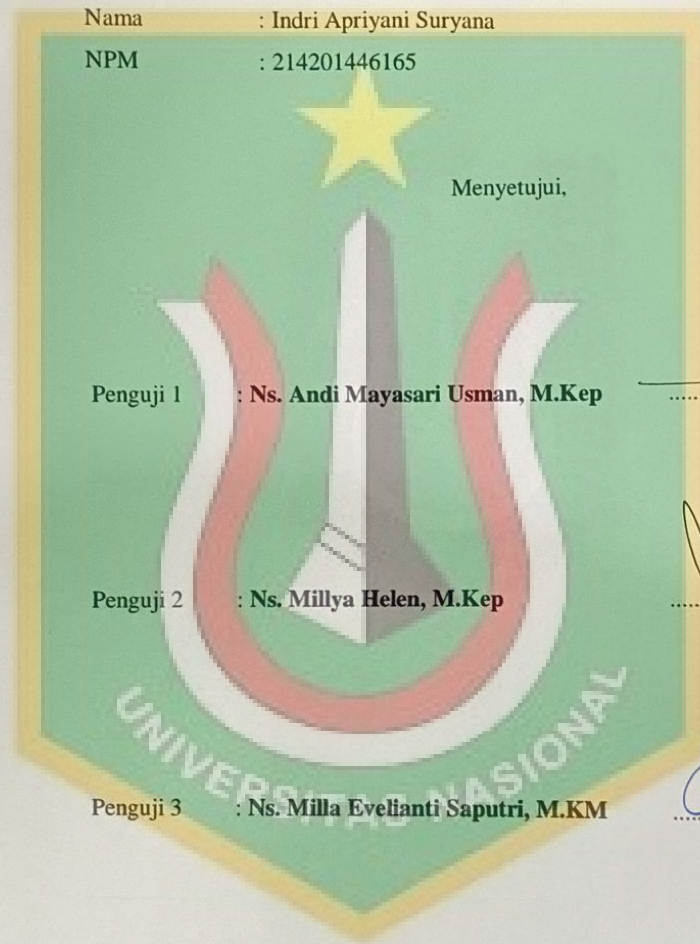 Nama : Indri Apriyani Suryana
NPM : 214201446165
Menyetujui,
Penguji 1 : Ns. Andi Mayasari Usman, M.Kep .....
Penguji 2 : Ns. Millya Helen, M.Kep .....
UNIVERSITAS NASIONAL
Penguji 3 : Ns. Milla Evelianti Saputri, M.KM .....